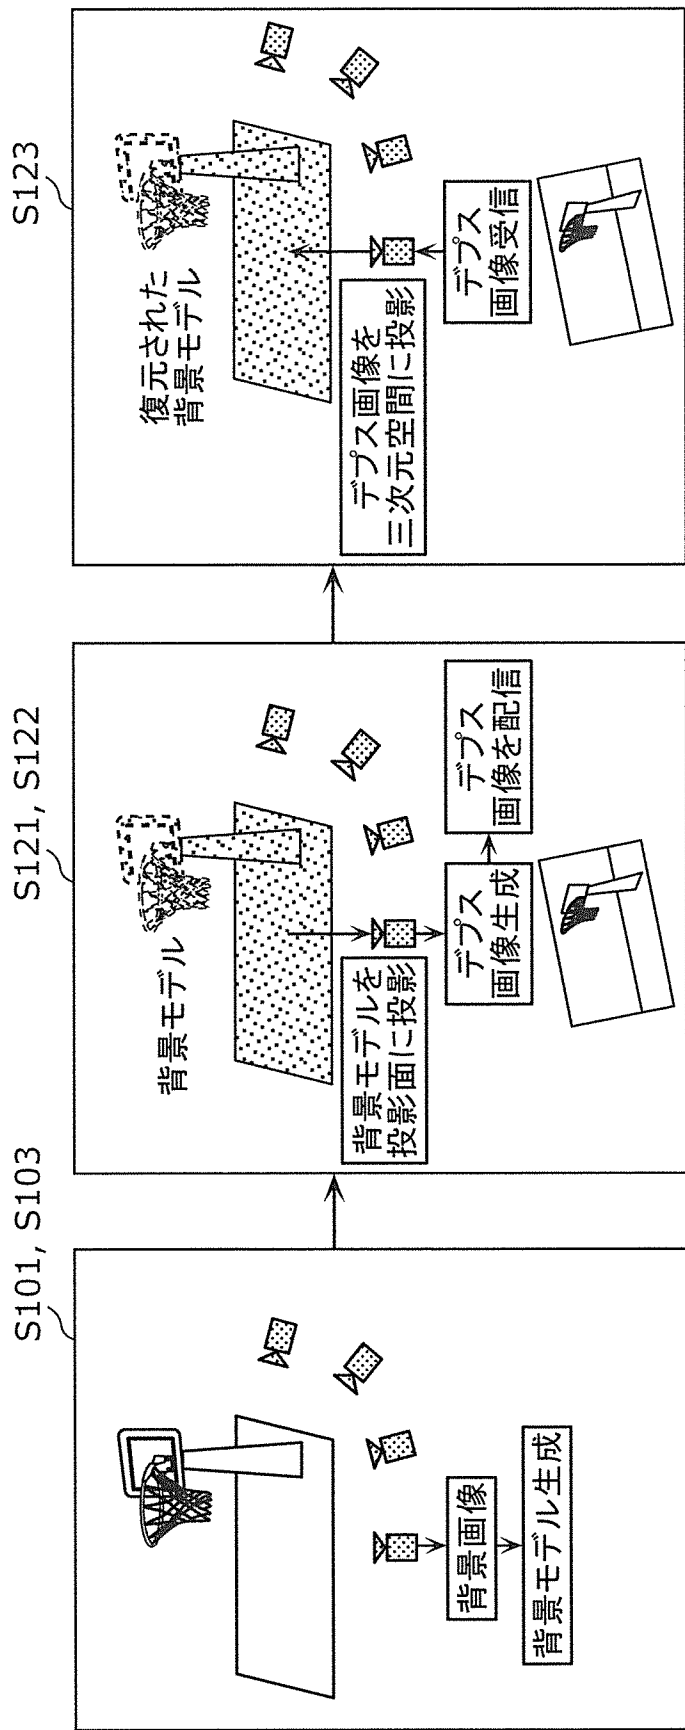 S101, S103
背景画像
背景モデル生成
S121, S122
背景モデル
背景モデルを
投影面に投影
デプス
画像生成
デプス
画像を配信
S123
復元された
背景モデル
デプス画像を
三次元空間に投影
デプス
画像受信